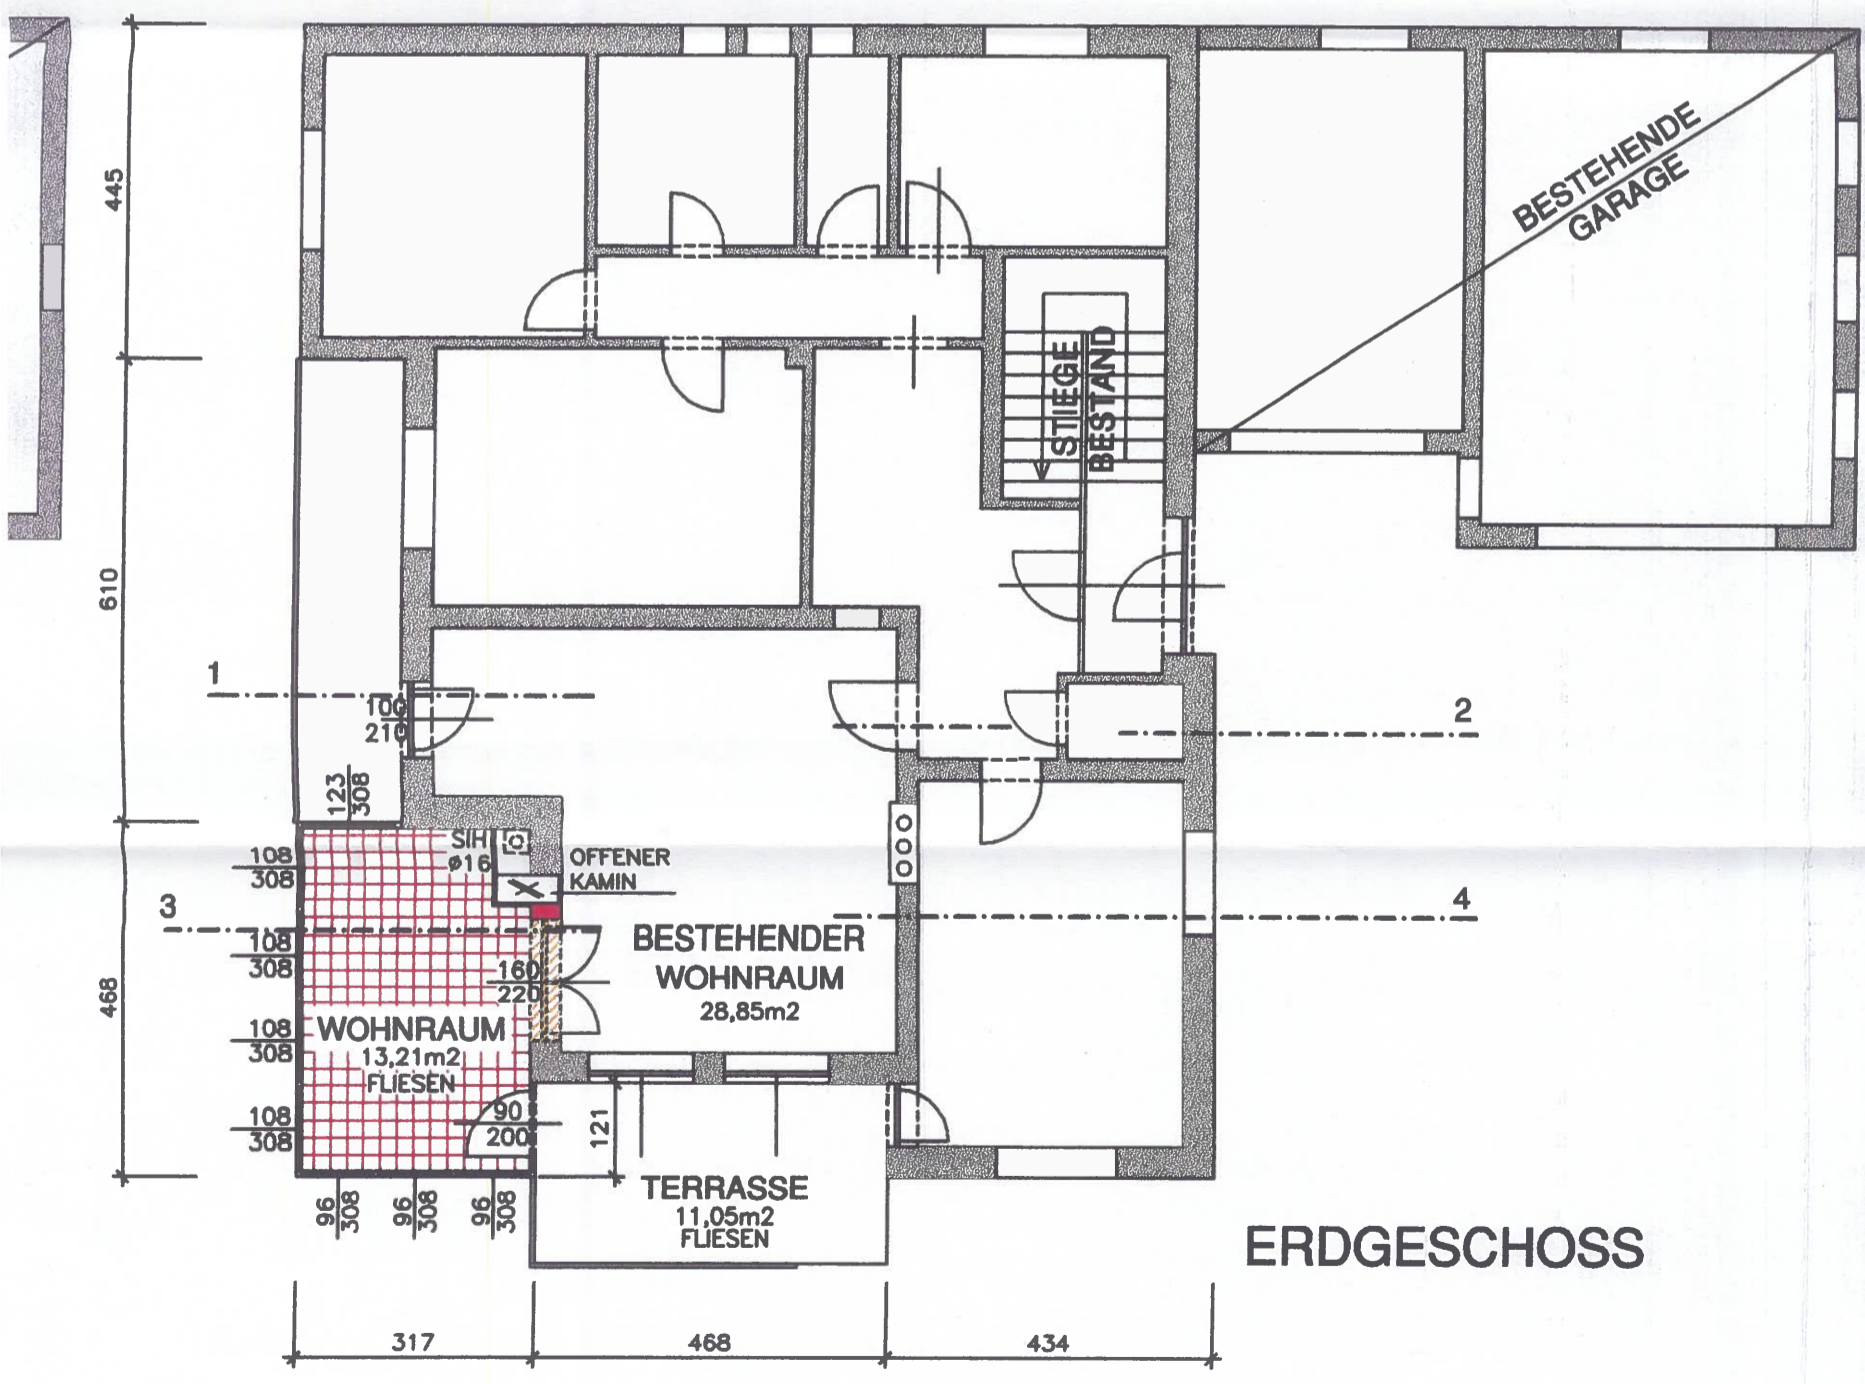 BESTEHENDE
GARAGE
445
STIEGE
BESTAND
610
1
100
210
2
123
308
SIH
ø16
OFFENER
KAMIN
108
308
3
4
108
308
BESTEHENDER
WOHNRAUM
28,85m2
160
220
468
108
308
WOHNRAUM
13,21m2
FLIESEN
108
308
90
200
121
96
308
96
308
96
308
TERRASSE
11,05m2
FLIESEN
ERDGESCHOSS
317
468
434